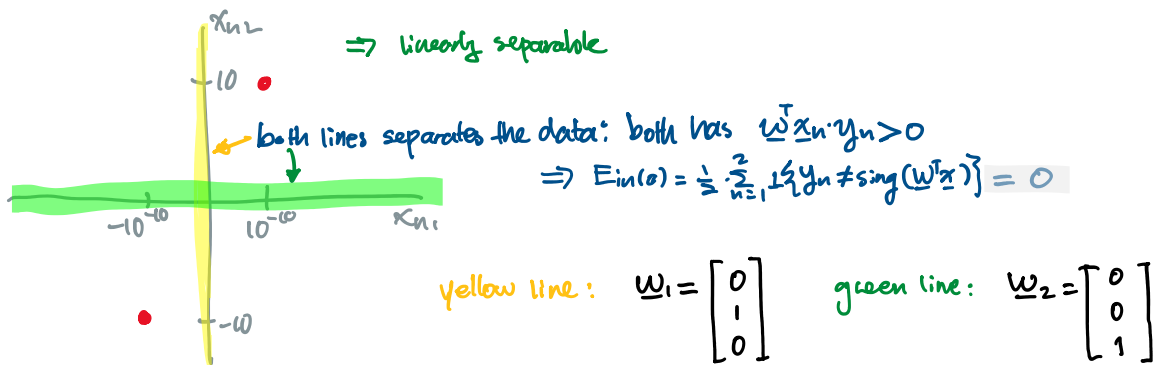 x_{n2}
⇒ linearly separable
10
both lines separates the data: both has w^T x_n · y_n > 0
⇒ E_{in}(0) = 1/2 · Σ_{n=1}^{2} 1{y_n ≠ sing(w^T x)} = 0
-10^{-10}
10^{-10}
x_{n1}
yellow line: w_1 = [0 1 0]
green line: w_2 = [0 0 1]
-10